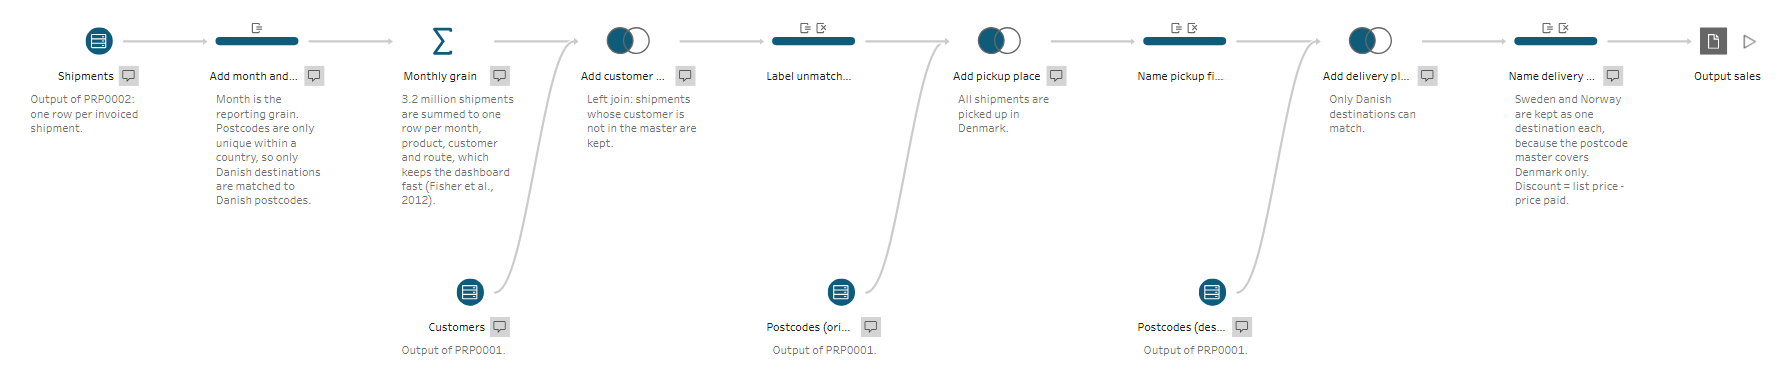 Shipments
Output of PRP0002:
one row per invoiced
shipment.
Add month and...
Month is the
reporting grain.
Postcodes are only
unique within a
country, so only
Danish destinations
are matched to
Danish postcodes.
Monthly grain
3.2 million shipments
are summed to one
row per month,
product, customer
and route, which
keeps the dashboard
fast (Fisher et al.,
2012).
Add customer ...
Left join: shipments
whose customer is
not in the master are
kept.
Label unmatch...
Add pickup place
All shipments are
picked up in
Denmark.
Name pickup fi...
Add delivery pl...
Only Danish
destinations can
match.
Name delivery ...
Sweden and Norway
are kept as one
destination each,
because the postcode
master covers
Denmark only.
Discount = list price -
price paid.
Output sales
Customers
Output of PRP0001.
Postcodes (ori...
Output of PRP0001.
Postcodes (des...
Output of PRP0001.